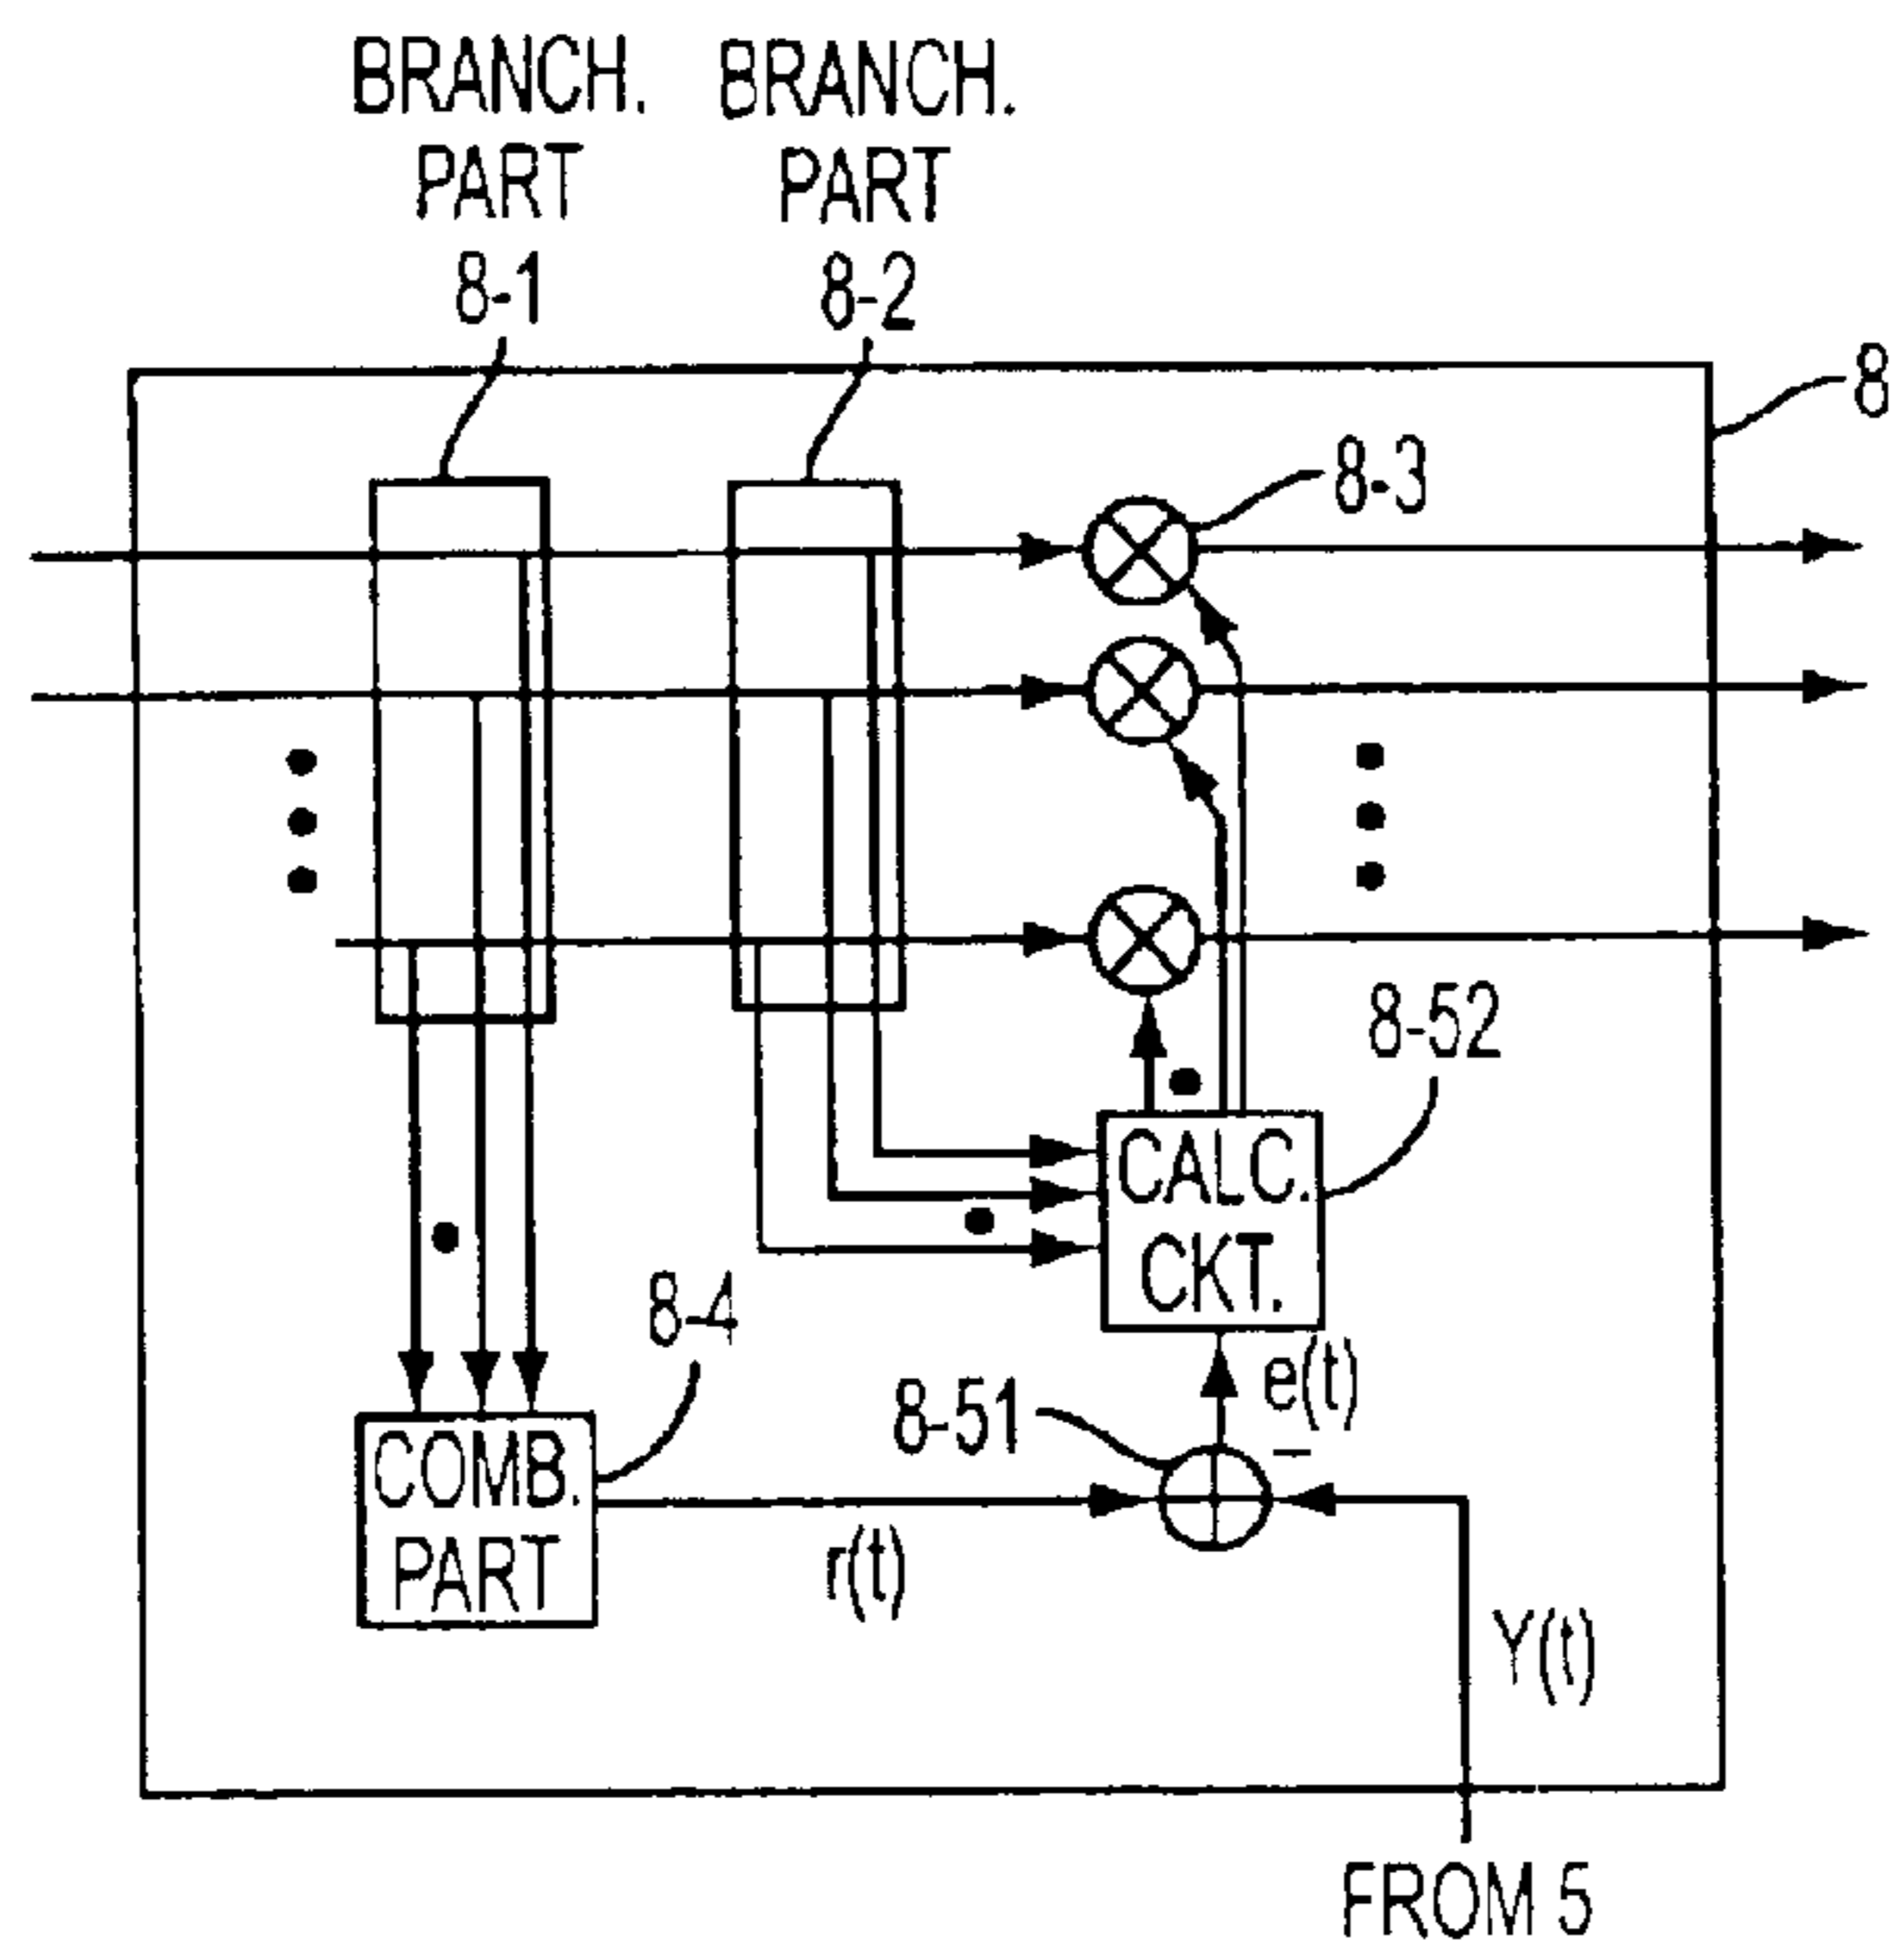 BRANCH.
PART
8-1
BRANCH.
PART
8-2
8
8-3
8-52
CALC.
CKT.
8-4
8-51
e(t)
−
COMB.
PART
r(t)
Y(t)
FROM 5